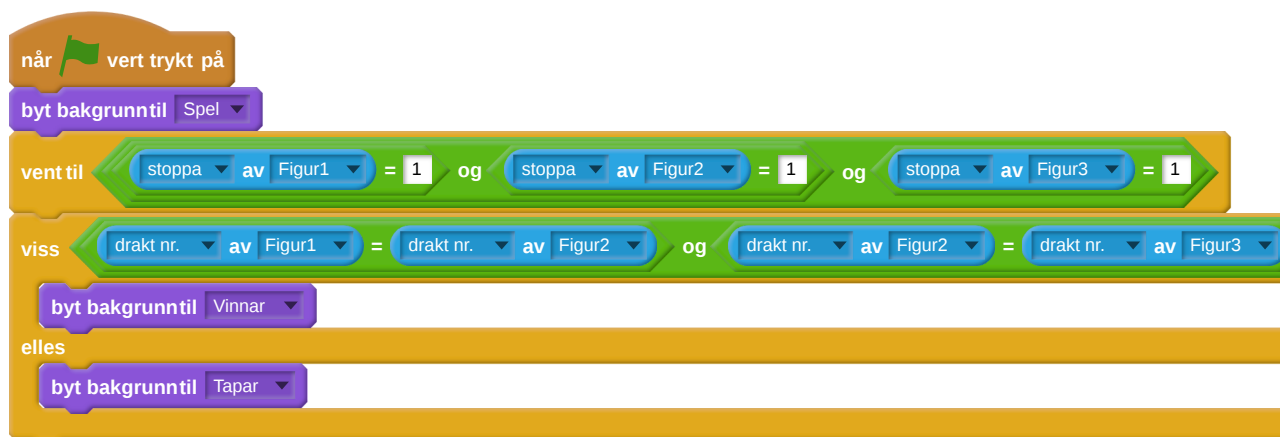 når vert trykt på
byt bakgrunn til Spel
vent til stoppa av Figur1 = 1 og stoppa av Figur2 = 1 og stoppa av Figur3 = 1
viss drakt nr. av Figur1 = drakt nr. av Figur2 og drakt nr. av Figur2 = drakt nr. av Figur3
byt bakgrunn til Vinnar
elles
byt bakgrunn til Tapar